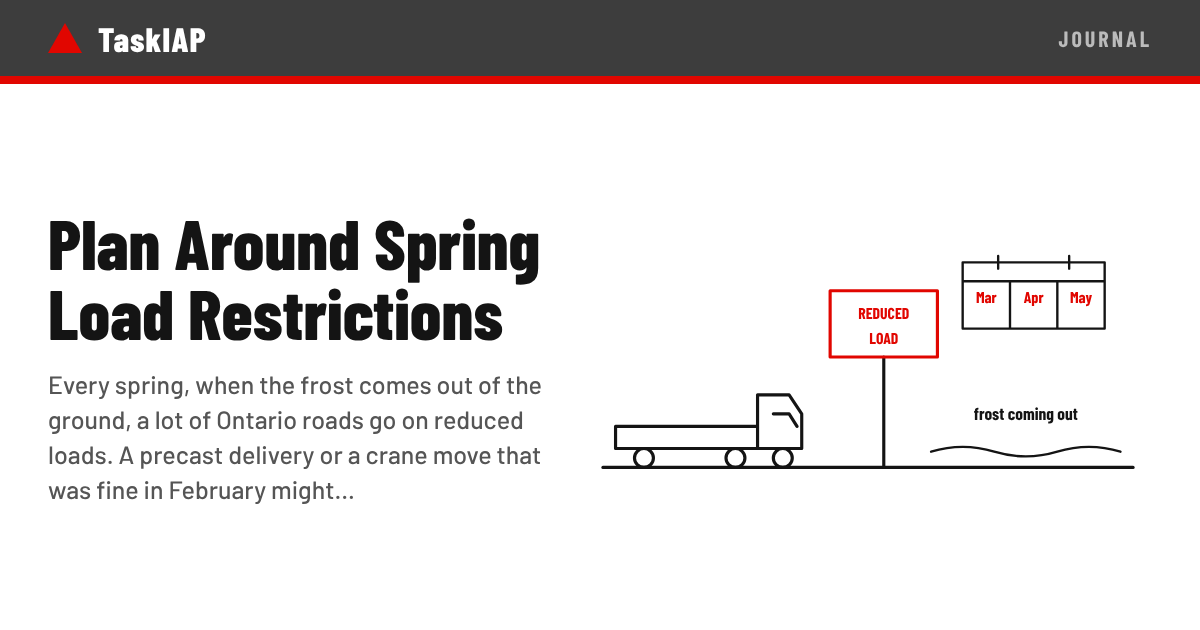 TaskIAP
JOURNAL
Plan Around Spring
Load Restrictions
Every spring, when the frost comes out of the
ground, a lot of Ontario roads go on reduced
loads. A precast delivery or a crane move that
was fine in February might...
REDUCED
LOAD
Mar Apr May
frost coming out